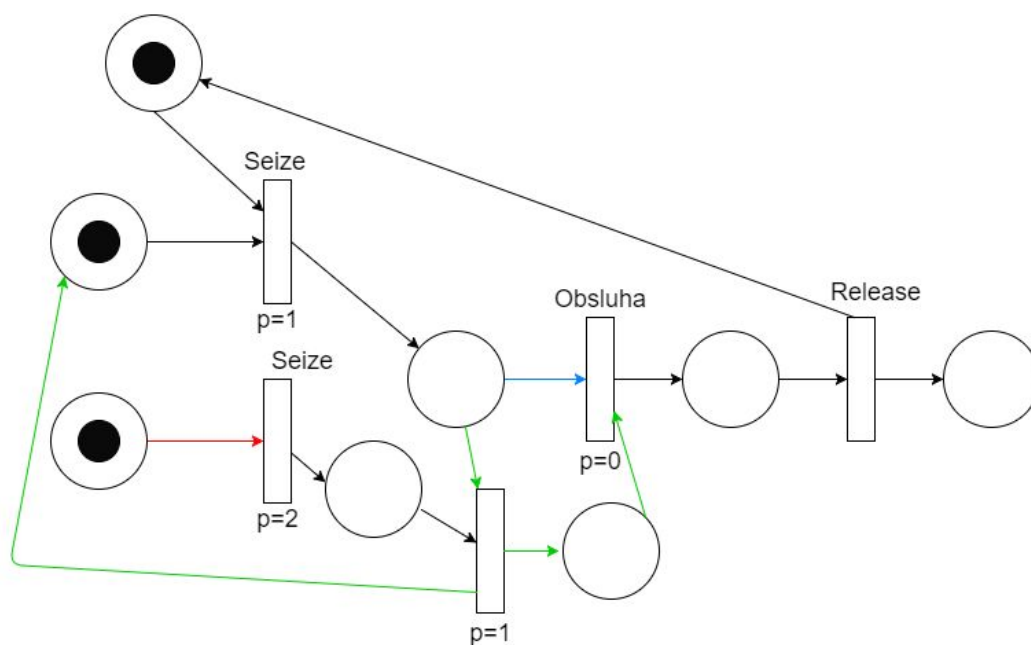 Seize
p=1
Obsluha
Release
Seize
p=0
p=2
p=1